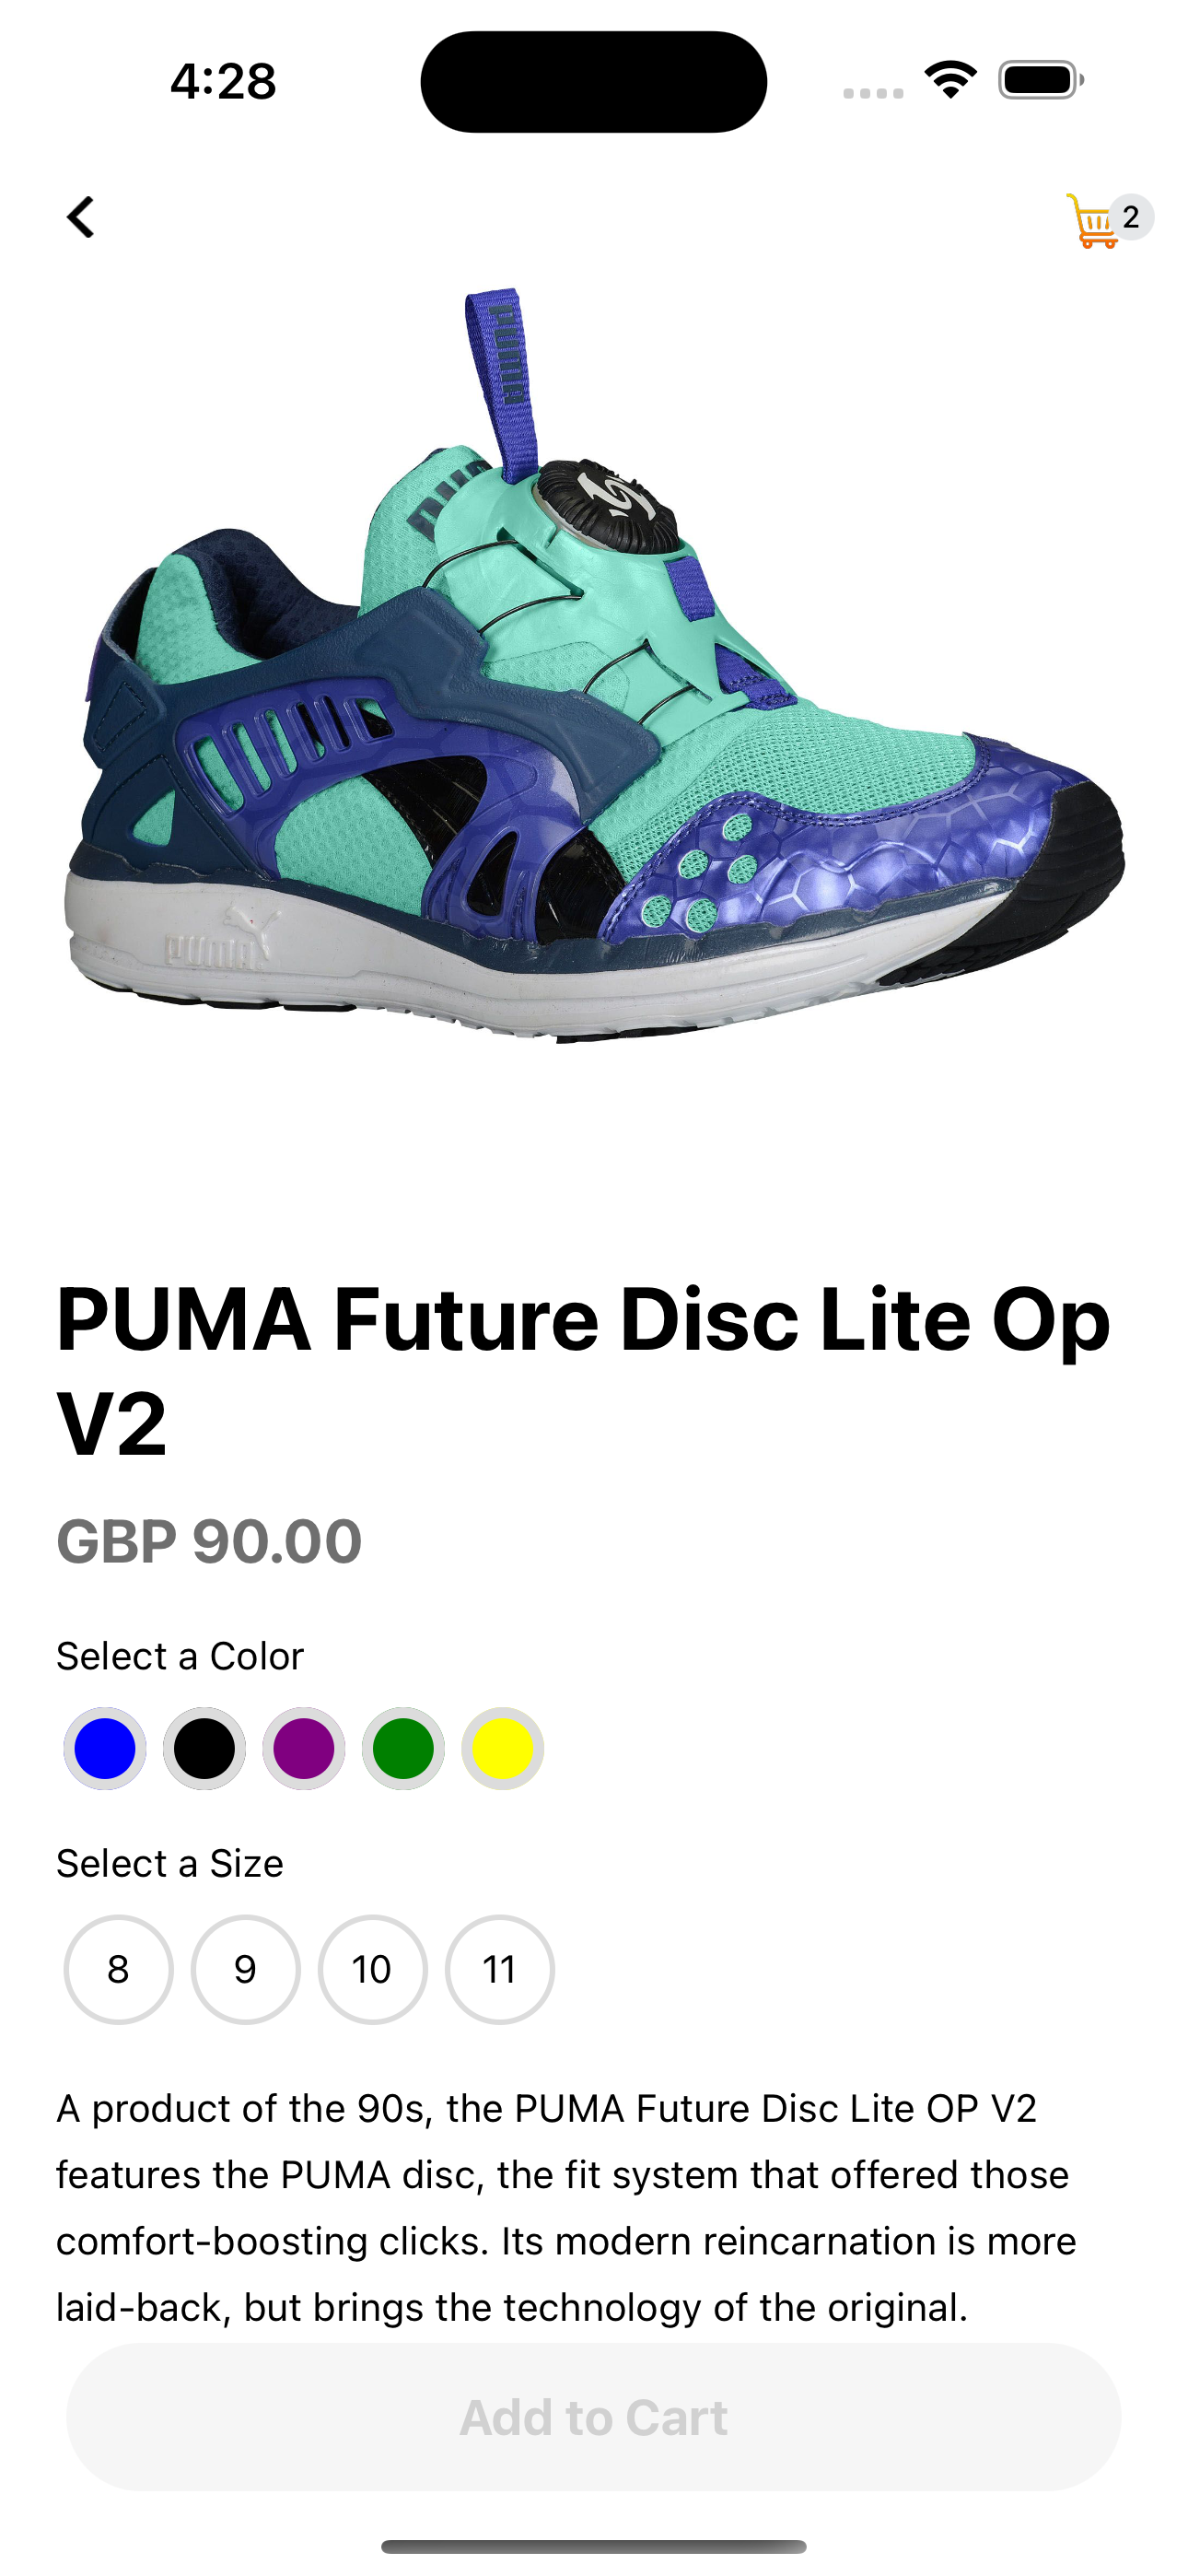 4:28
2
PUMA
PUMA
PUMA Future Disc Lite Op
V2
GBP 90.00
Select a Color
Select a Size
8 9 10 11
A product of the 90s, the PUMA Future Disc Lite OP V2
features the PUMA disc, the fit system that offered those
comfort-boosting clicks. Its modern reincarnation is more
laid-back, but brings the technology of the original.
Add to Cart